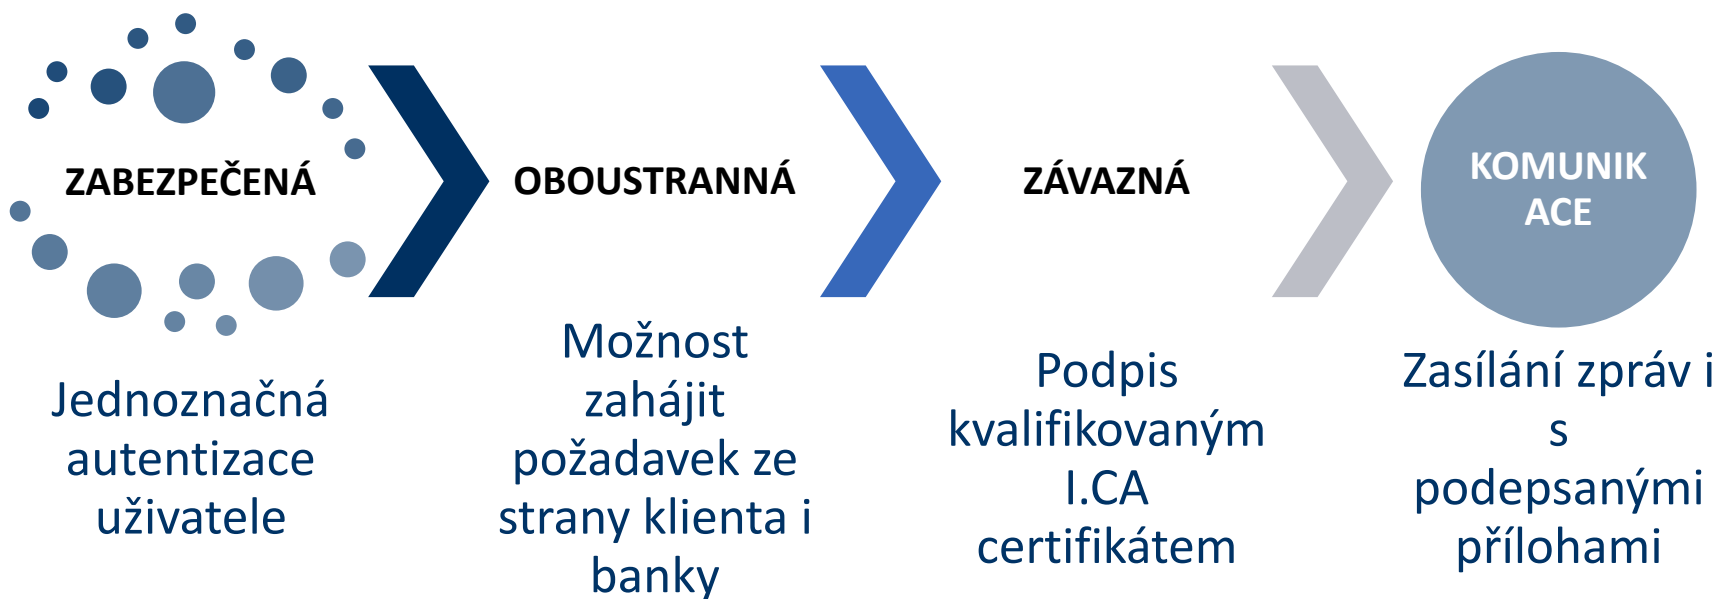 ZABEZPEČENÁ
Jednoznačná
autentizace
uživatele
OBOUSTRANNÁ
Možnost
zahájit
požadavek ze
strany klienta i
banky
ZÁVAZNÁ
Podpis
kvalifikovaným
I.CA
certifikátem
KOMUNIK
ACE
Zasílání zpráv i
s
podepsanými
přílohami